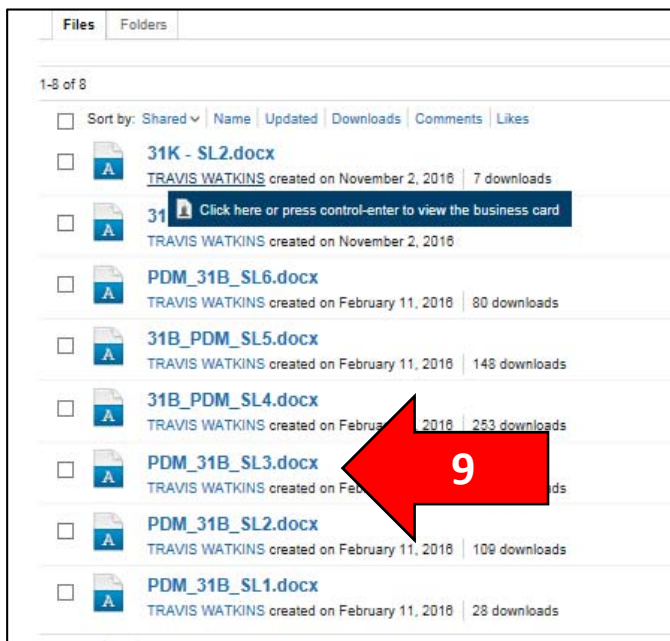 Files Folders
1-8 of 8
Sort by: Shared Name Updated Downloads Comments Likes
31K - SL2.docx
TRAVIS WATKINS created on November 2, 2016 7 downloads
31
Click here or press control-enter to view the business card
TRAVIS WATKINS created on November 2, 2016
PDM_31B_SL6.docx
TRAVIS WATKINS created on February 11, 2016 80 downloads
31B_PDM_SL5.docx
TRAVIS WATKINS created on February 11, 2016 148 downloads
31B_PDM_SL4.docx
TRAVIS WATKINS created on February 2016 253 downloads
PDM_31B_SL3.docx
9
TRAVIS WATKINS created on Feb ads
PDM_31B_SL2.docx
TRAVIS WATKINS created on February 11, 2016 109 downloads
PDM_31B_SL1.docx
TRAVIS WATKINS created on February 11, 2016 28 downloads